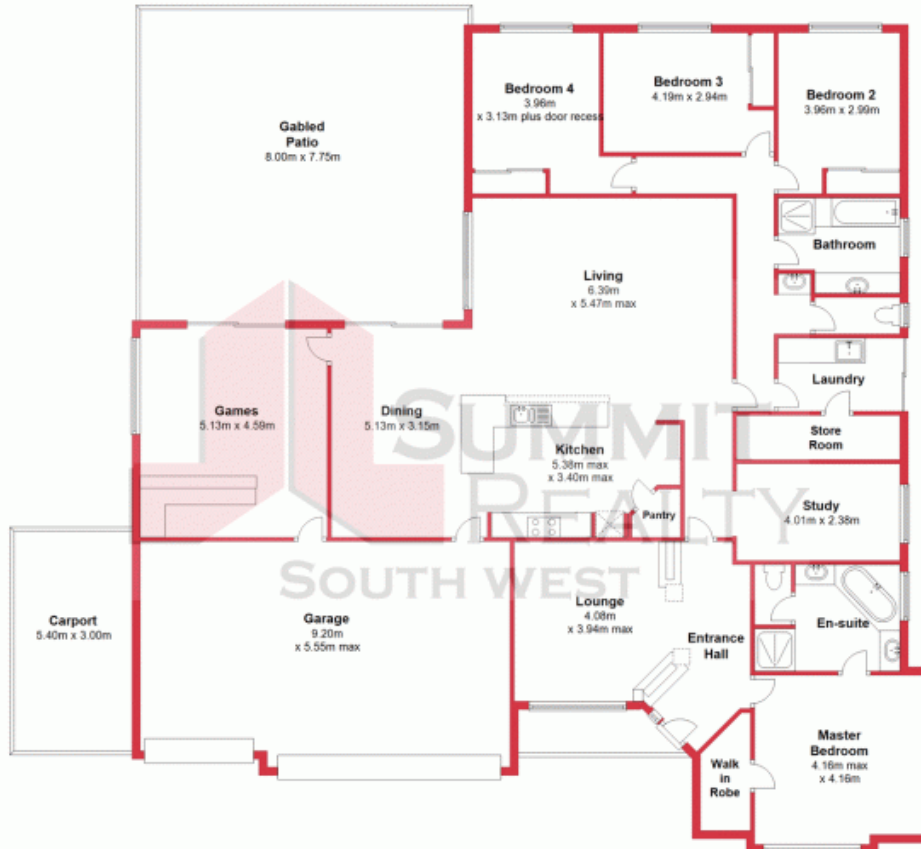 Bedroom 4
3.96m
x 3.13m plus door recess
Bedroom 3
4.19m x 2.94m
Bedroom 2
3.96m x 2.99m
Gabled
Patio
8.00m x 7.75m
Bathroom
Living
6.39m
x 5.47m max
Laundry
Games
5.13m x 4.59m
Dining
5.13m x 3.15m
SUMMIT
REALTY
SOUTH WEST
Kitchen
5.38m max
x 3.40m max
Store
Room
Pantry
Study
4.01m x 2.38m
Carport
5.40m x 3.00m
Garage
9.20m
x 5.55m max
Lounge
4.08m
x 3.94m max
Entrance
Hall
En-suite
Walk
in
Robe
Master
Bedroom
4.16m max
x 4.16m